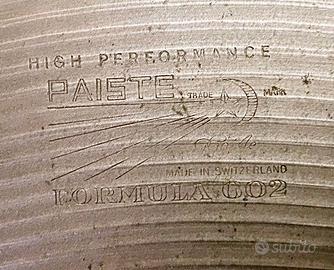 HIGH PERFORMANCE
PAISTE
TRADE MARK
MADE IN SWITZERLAND
FORMULA 602
subito